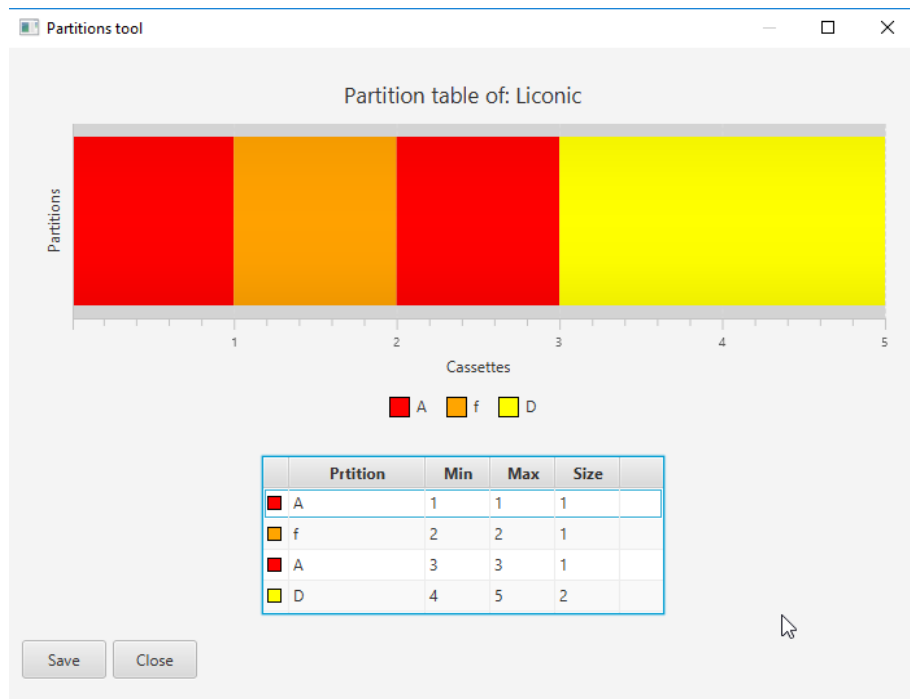 Partitions tool
Partition table of: Liconic
Partitions
1 2 3 4 5
Cassettes
A f D
Prtition Min Max Size
A 1 1 1
f 2 2 1
A 3 3 1
D 4 5 2
Save Close